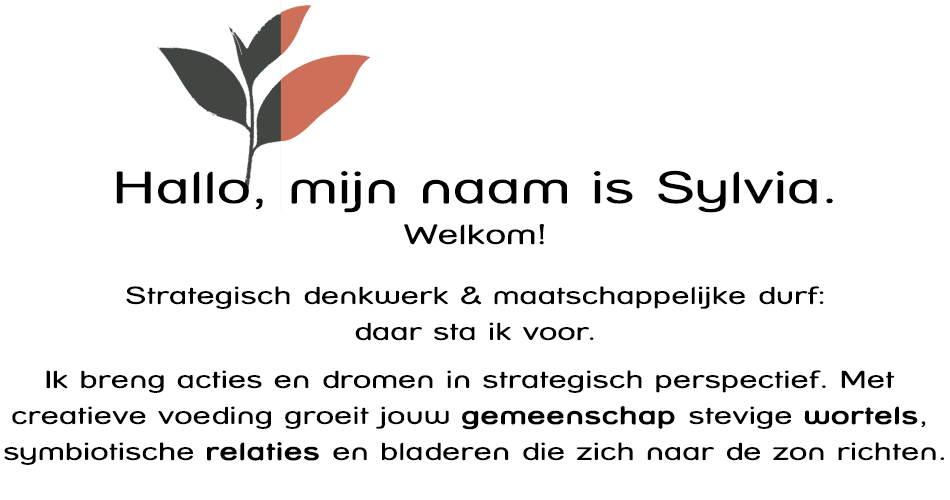 Hallo, mijn naam is Sylvia.
Welkom!
Strategisch denkwerk & maatschappelijke durf:
daar sta ik voor.
Ik breng acties en dromen in strategisch perspectief. Met
creatieve voeding groeit jouw gemeenschap stevige wortels,
symbiotische relaties en bladeren die zich naar de zon richten.